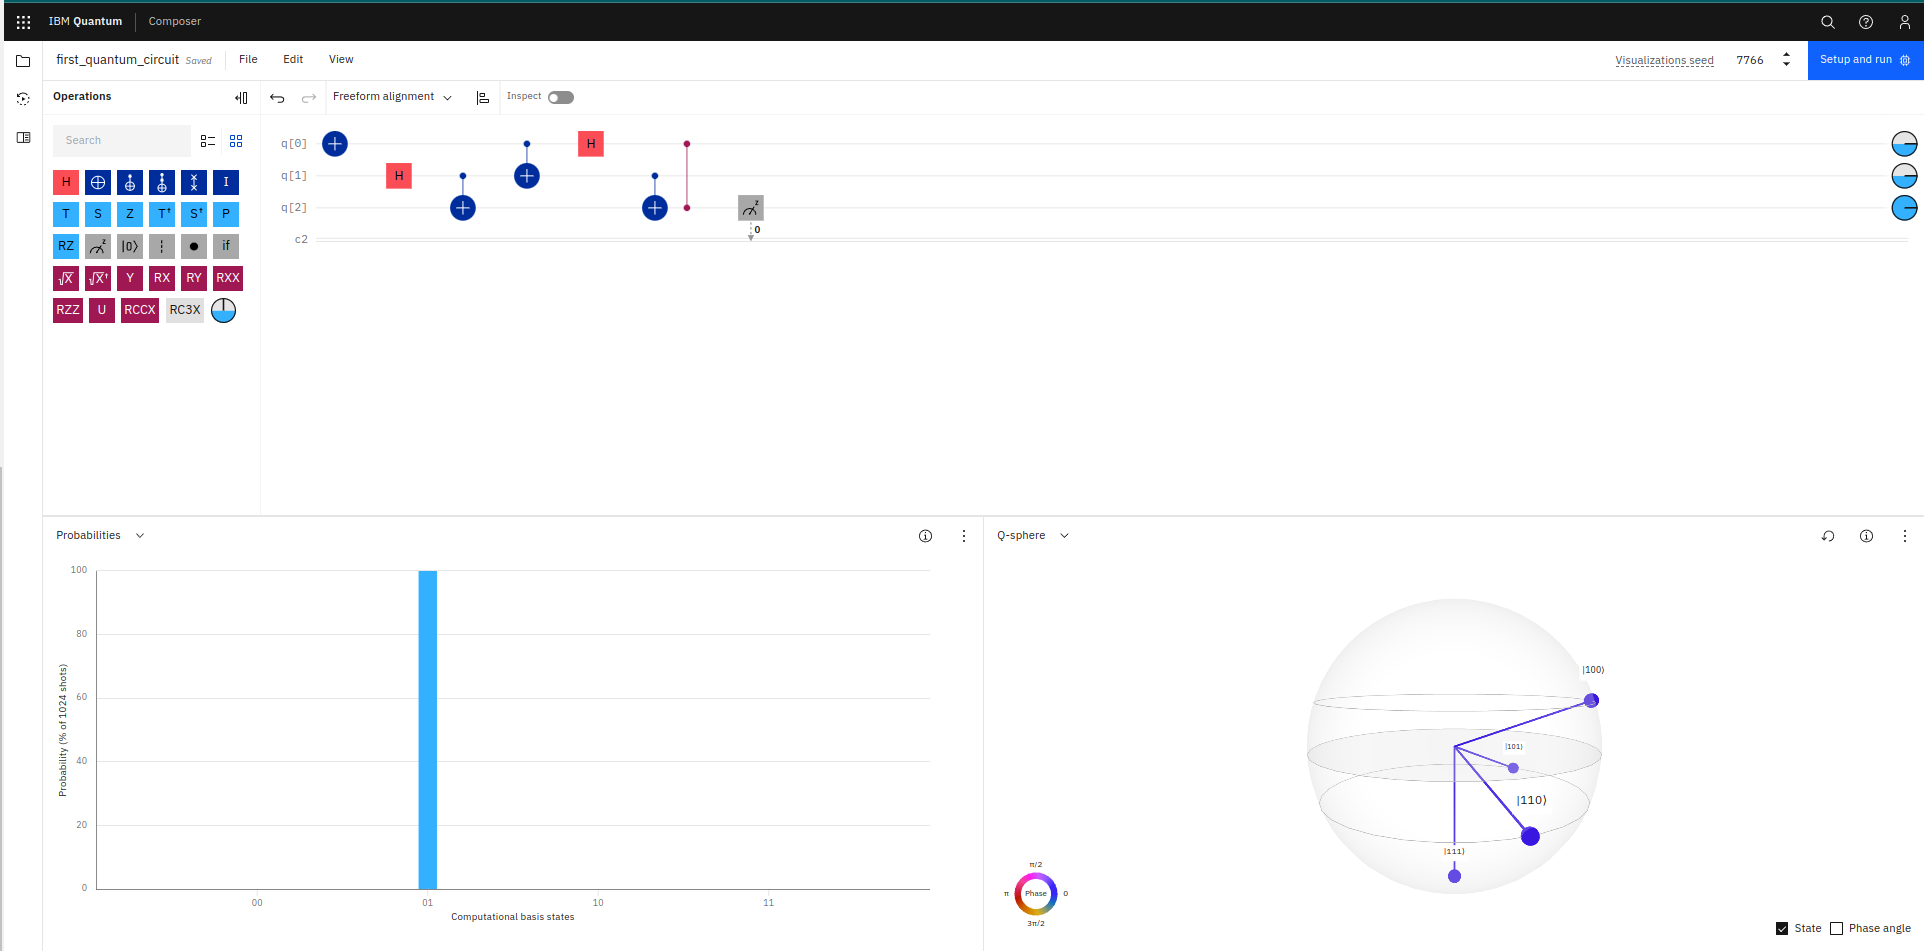 IBM Quantum Composer
first_quantum_circuit Saved File Edit View Visualizations seed 7766 Setup and run
Operations Freeform alignment Inspect
Search
H I
T S Z T† S† P
RZ z |0⟩ if
√X √X† Y RX RY RXX
RZZ U RCCX RC3X
q[0] H
q[1] H
q[2] z
c2 0
Probabilities
100
80
60
40
20
0
Probability (% of 1024 shots)
00 01 10 11
Computational basis states
Q-sphere
|100⟩
|101⟩
|110⟩
|111⟩
π/2
π Phase 0
3π/2
State Phase angle